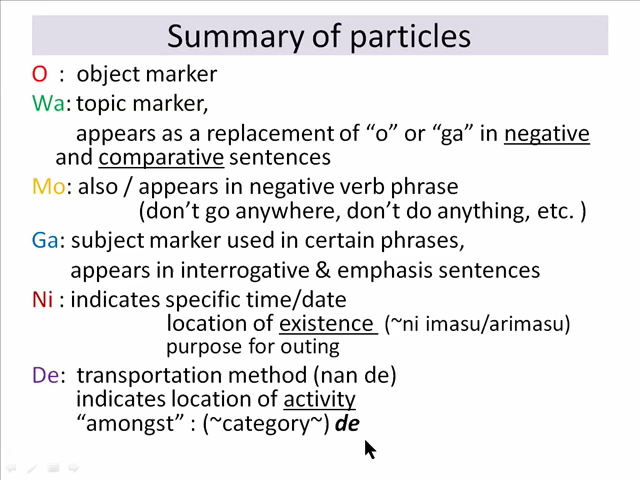 Summary of particles
O : object marker
Wa: topic marker,
appears as a replacement of “o” or “ga” in negative
and comparative sentences
Mo: also / appears in negative verb phrase
(don’t go anywhere, don’t do anything, etc. )
Ga: subject marker used in certain phrases,
appears in interrogative & emphasis sentences
Ni : indicates specific time/date
location of existence (~ni imasu/arimasu)
purpose for outing
De: transportation method (nan de)
indicates location of activity
“amongst” : (~category~) de